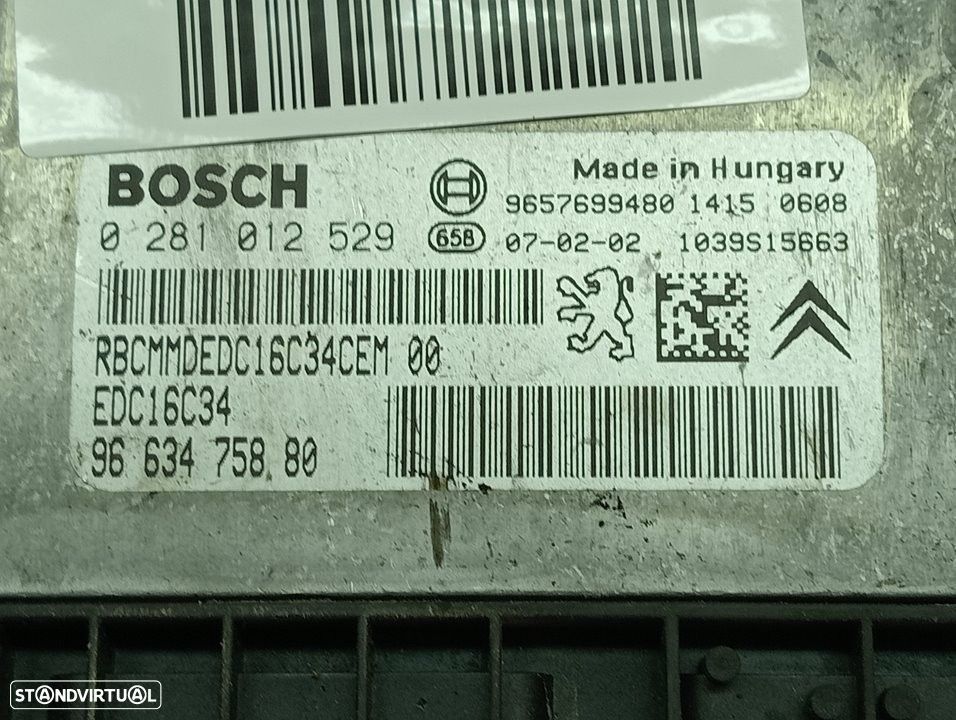 BOSCH
Made in Hungary
9657699480 1415 0608
0 281 012 529
658
07-02-02 1039S15663
RBCMMDEDC16C34CEM 00
EDC16C34
96 634 758 80
STANDVIRTUAL